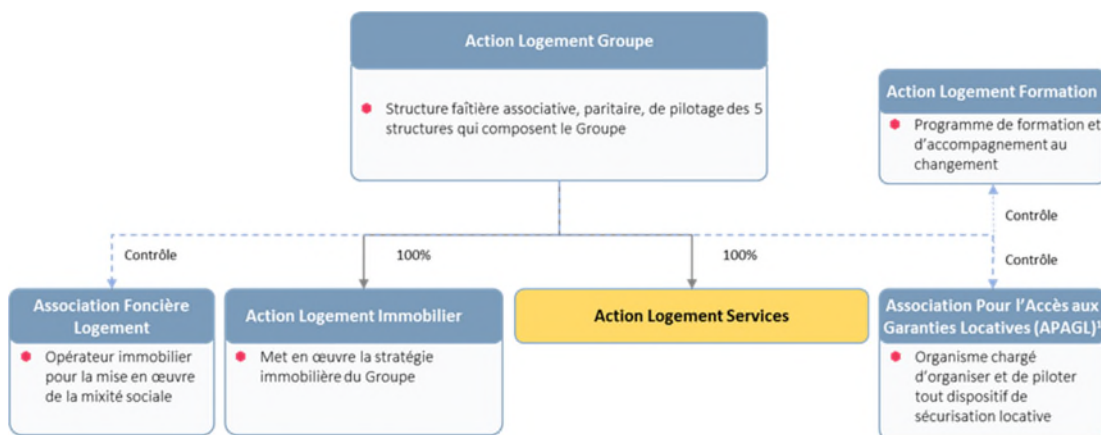 Action Logement Groupe
Structure faîtière associative, paritaire, de pilotage des 5
structures qui composent le Groupe
Action Logement Formation
Programme de formation et
d'accompagnement au
changement
Contrôle
Contrôle
100%
100%
Contrôle
Association Foncière
Logement
Opérateur immobilier
pour la mise en œuvre
de la mixité sociale
Action Logement Immobilier
Met en œuvre la stratégie
immobilière du Groupe
Action Logement Services
Association Pour l'Accès aux
Garanties Locatives (APAGL)¹
Organisme chargé
d'organiser et de piloter
tout dispositif de
sécurisation locative